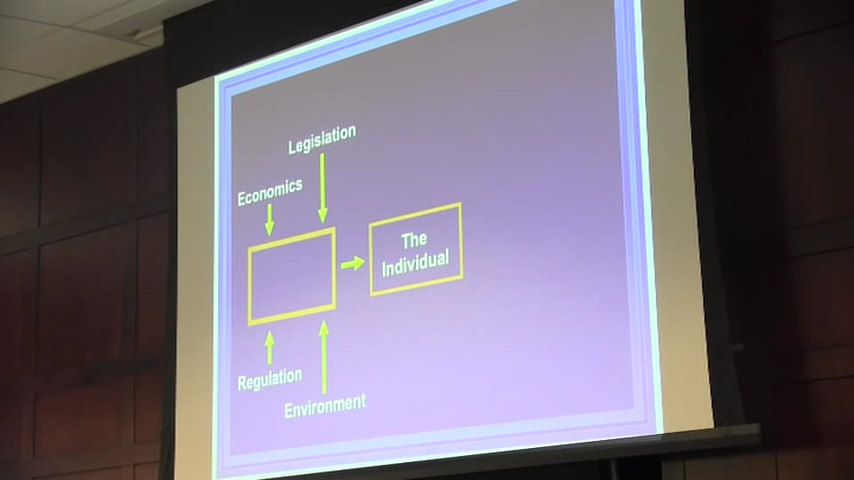 Legislation
Economics
The
Individual
Regulation
Environment